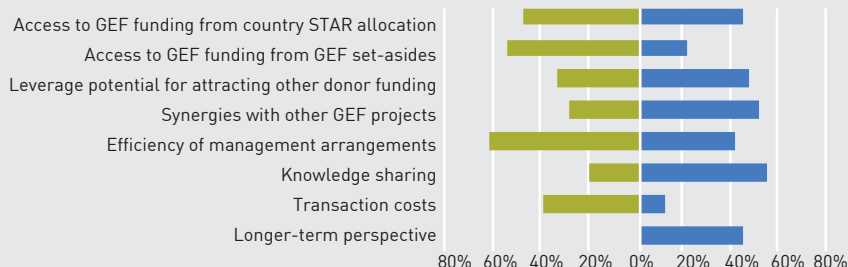 Access to GEF funding from country STAR allocation
Access to GEF funding from GEF set-asides
Leverage potential for attracting other donor funding
Synergies with other GEF projects
Efficiency of management arrangements
Knowledge sharing
Transaction costs
Longer-term perspective
80% 60% 40% 20% 0% 20% 40% 60% 80%